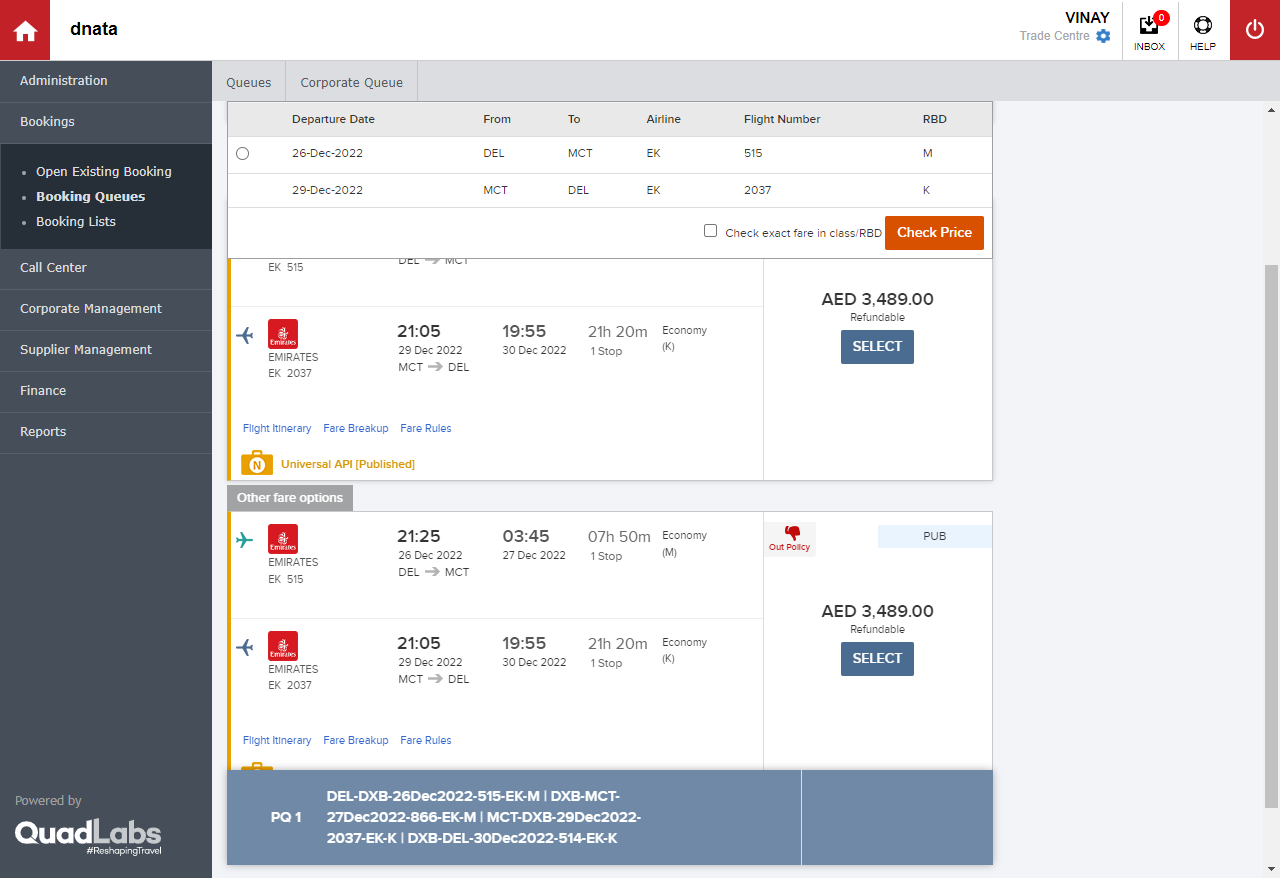 dnata
VINAY
Trade Centre
0
INBOX
HELP
Administration
Bookings
Open Existing Booking
Booking Queues
Booking Lists
Call Center
Corporate Management
Supplier Management
Finance
Reports
Powered by
QuadLabs
#ReshapingTravel
Queues
Corporate Queue
Departure Date From To Airline Flight Number RBD
26-Dec-2022 DEL MCT EK 515 M
29-Dec-2022 MCT DEL EK 2037 K
Check exact fare in class/RBD Check Price
EK 515
DEL MCT
Emirates
EMIRATES
EK 2037
21:05
29 Dec 2022
MCT DEL
19:55
30 Dec 2022
21h 20m
1 Stop
Economy
(K)
AED 3,489.00
Refundable
SELECT
Flight Itinerary Fare Breakup Fare Rules
N
Universal API [Published]
Other fare options
Emirates
EMIRATES
EK 515
21:25
26 Dec 2022
DEL MCT
03:45
27 Dec 2022
07h 50m
1 Stop
Economy
(M)
Out Policy
PUB
Emirates
EMIRATES
EK 2037
21:05
29 Dec 2022
MCT DEL
19:55
30 Dec 2022
21h 20m
1 Stop
Economy
(K)
AED 3,489.00
Refundable
SELECT
Flight Itinerary Fare Breakup Fare Rules
PQ 1
DEL-DXB-26Dec2022-515-EK-M | DXB-MCT-
27Dec2022-866-EK-M | MCT-DXB-29Dec2022-
2037-EK-K | DXB-DEL-30Dec2022-514-EK-K